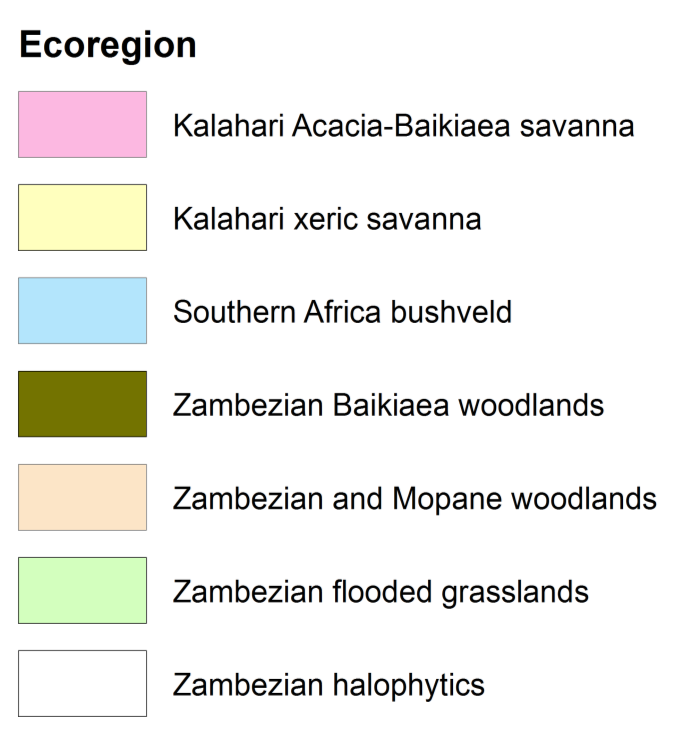 Ecoregion
Kalahari Acacia-Baikiaea savanna
Kalahari xeric savanna
Southern Africa bushveld
Zambezian Baikiaea woodlands
Zambezian and Mopane woodlands
Zambezian flooded grasslands
Zambezian halophytics